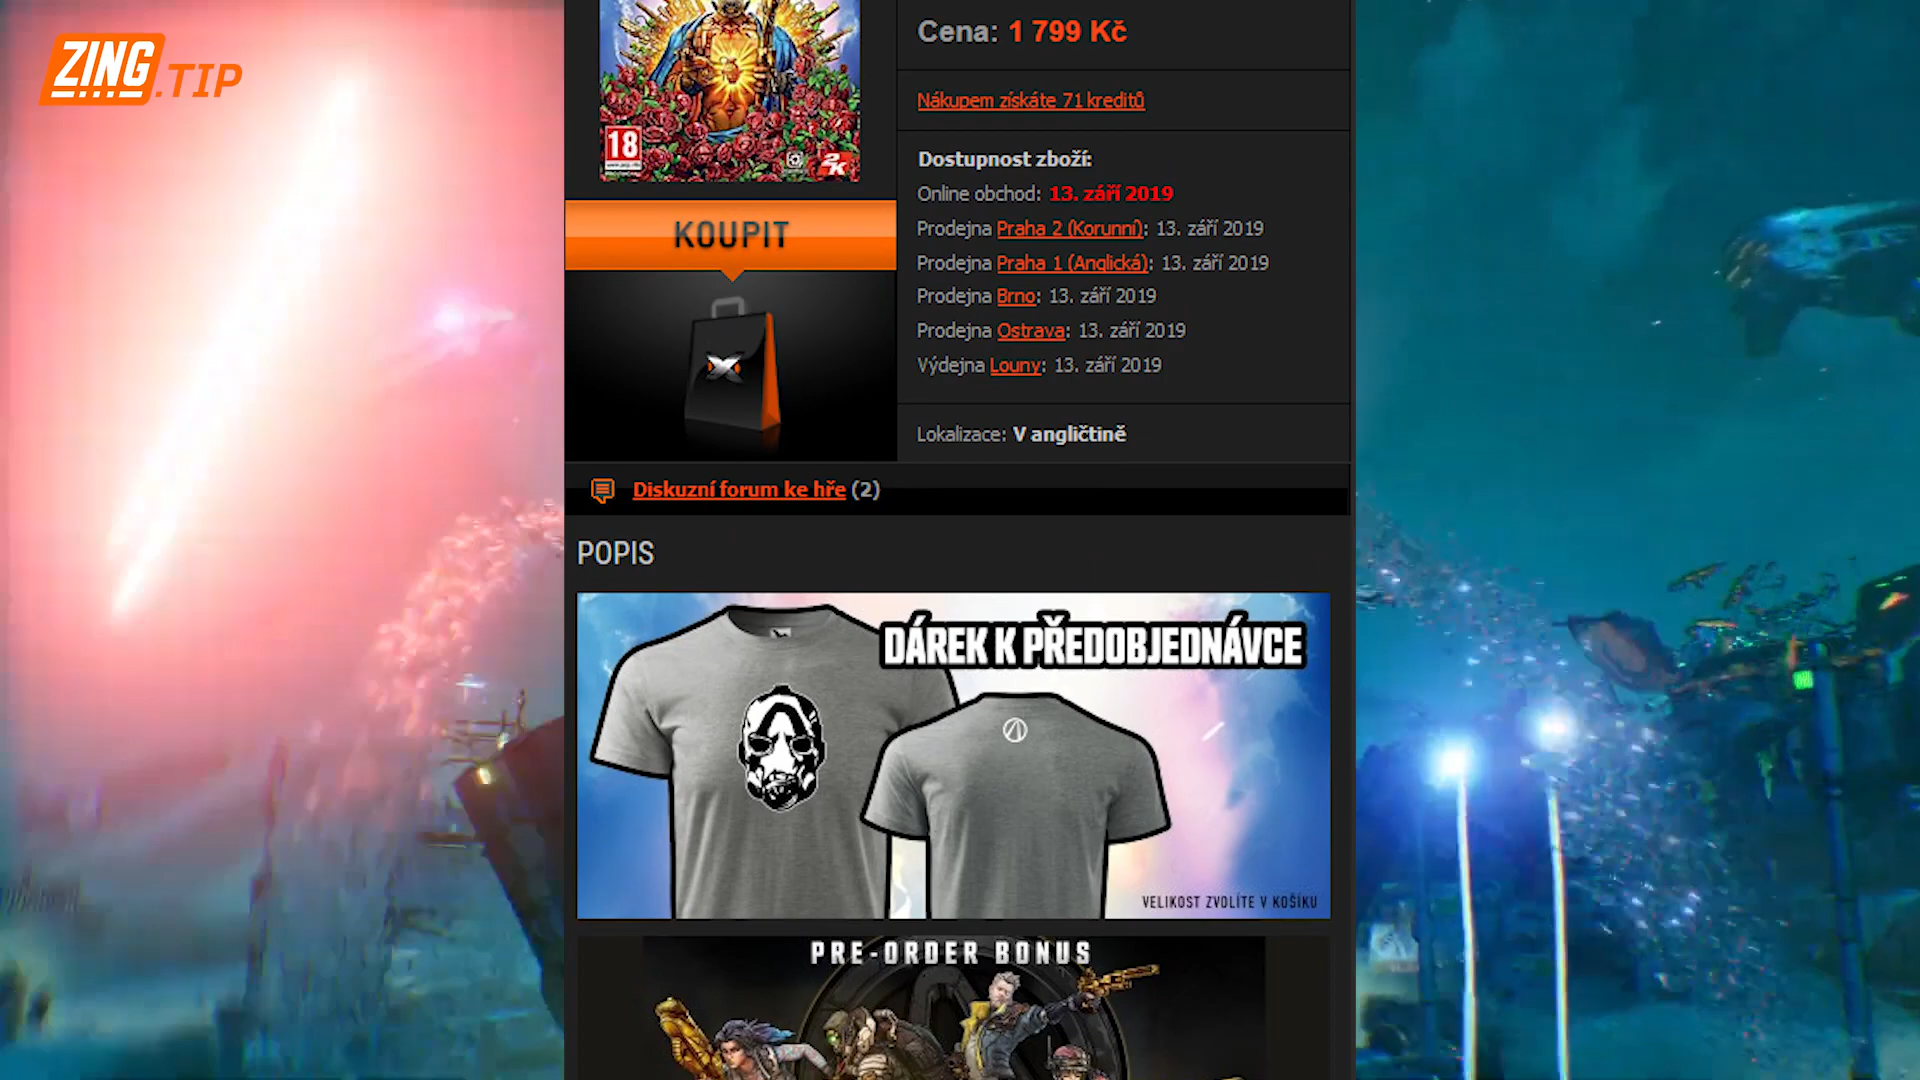 ZING.TIP
Cena: 1 799 Kč
Nákupem získáte 71 kreditů
Dostupnost zboží:
Online obchod: 13. září 2019
Prodejna Praha 2 (Korunní): 13. září 2019
Prodejna Praha 1 (Anglická): 13. září 2019
Prodejna Brno: 13. září 2019
Prodejna Ostrava: 13. září 2019
Výdejna Louny: 13. září 2019
Lokalizace: V angličtině
18
2K
KOUPIT
Diskuzní forum ke hře (2)
POPIS
DÁREK K PŘEDOBJEDNÁVCE
VELIKOST ZVOLÍTE V KOŠÍKU
PRE-ORDER BONUS